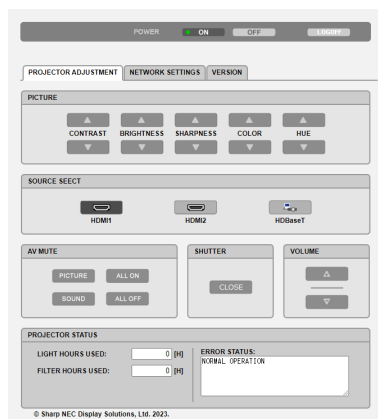 POWER ON OFF LOGOFF
PROJECTOR ADJUSTMENT NETWORK SETTINGS VERSION
PICTURE
CONTRAST BRIGHTNESS SHARPNESS COLOR HUE
SOURCE SEECT
HDMI1 HDMI2 HDBaseT
AV MUTE SHUTTER VOLUME
PICTURE ALL ON
CLOSE
SOUND ALL OFF
PROJECTOR STATUS
LIGHT HOURS USED: 0 [H] ERROR STATUS:
NORMAL OPERATION
FILTER HOURS USED: 0 [H]
© Sharp NEC Display Solutions, Ltd. 2023.